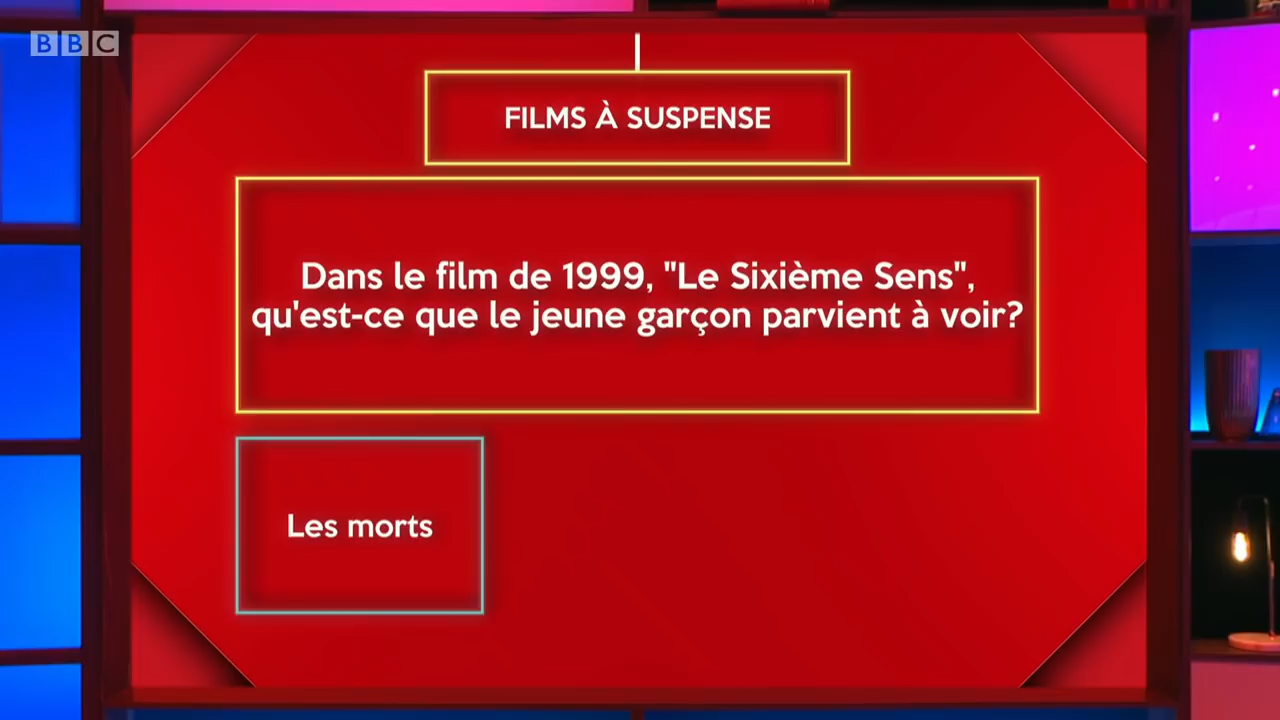 BBC
FILMS À SUSPENSE
Dans le film de 1999, "Le Sixième Sens",
qu'est-ce que le jeune garçon parvient à voir?
Les morts